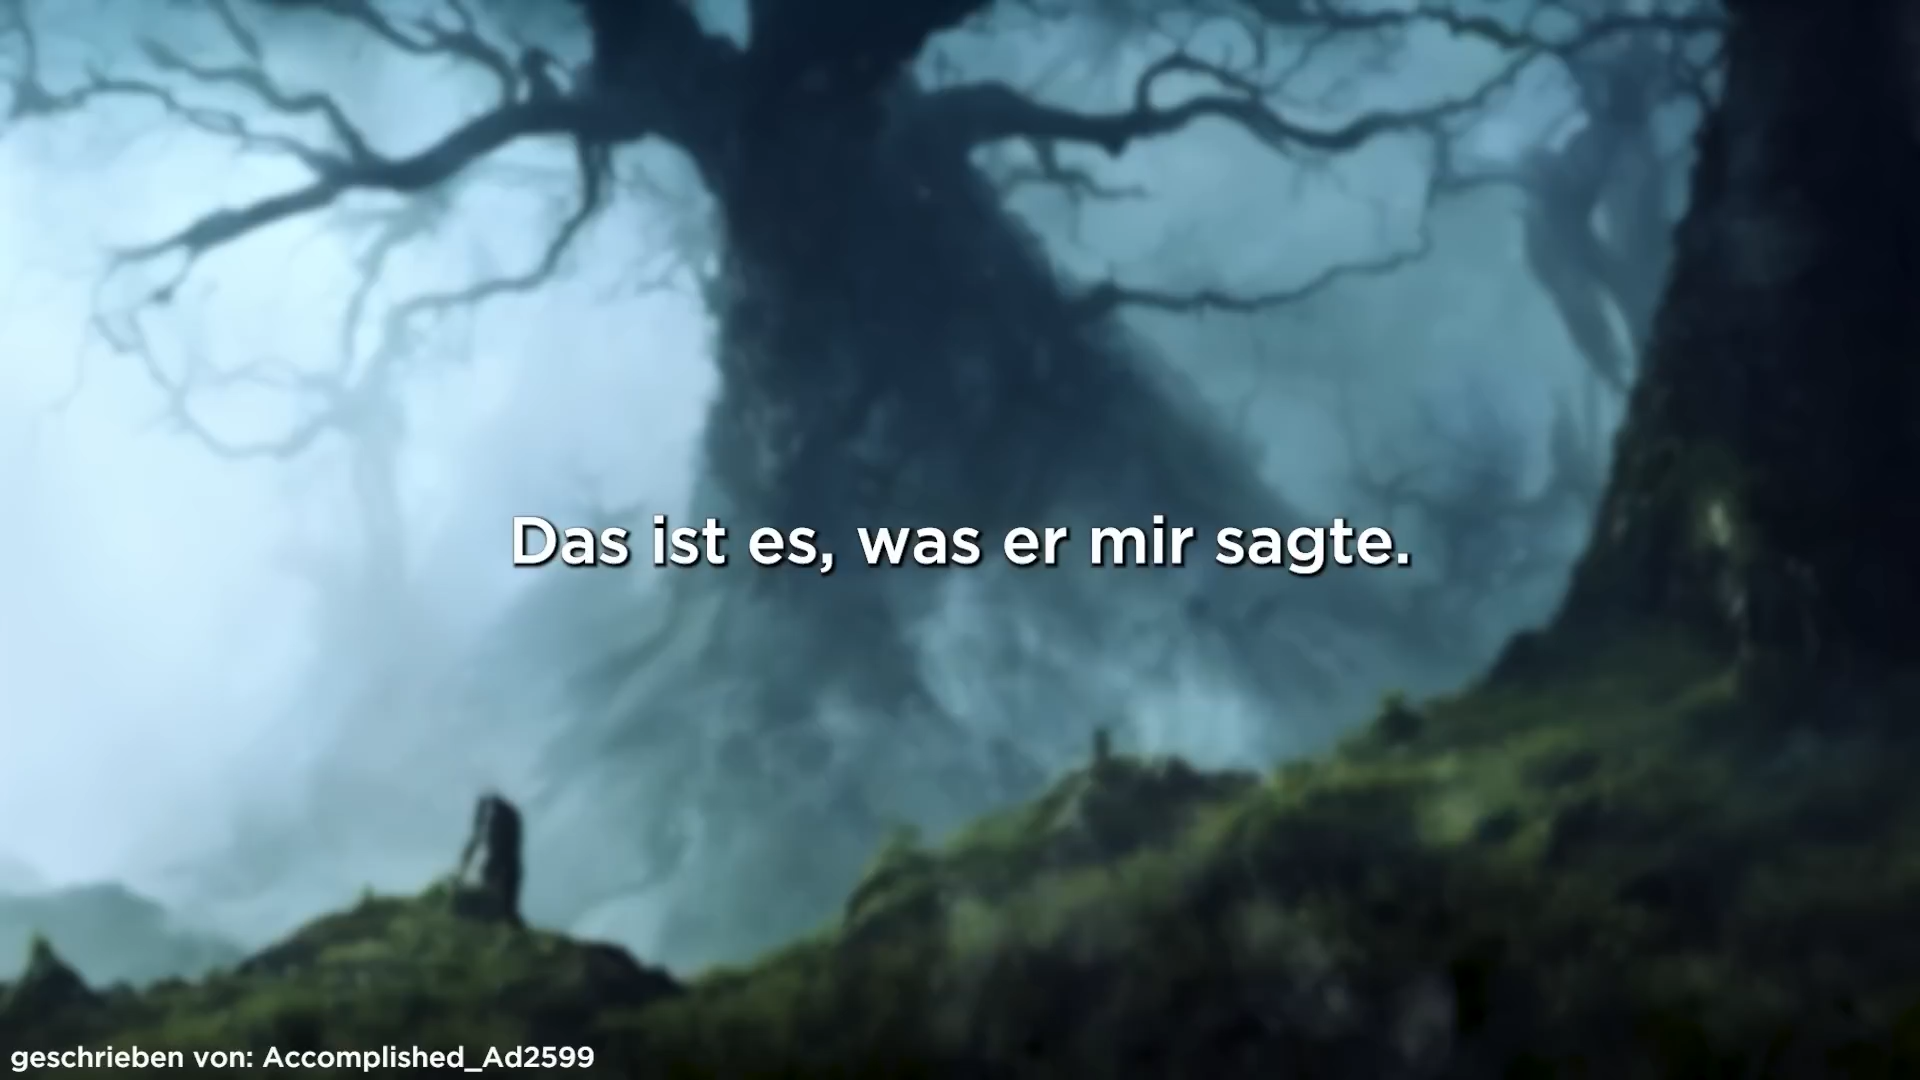 Das ist es, was er mir sagte.
geschrieben von: Accomplished_Ad2599